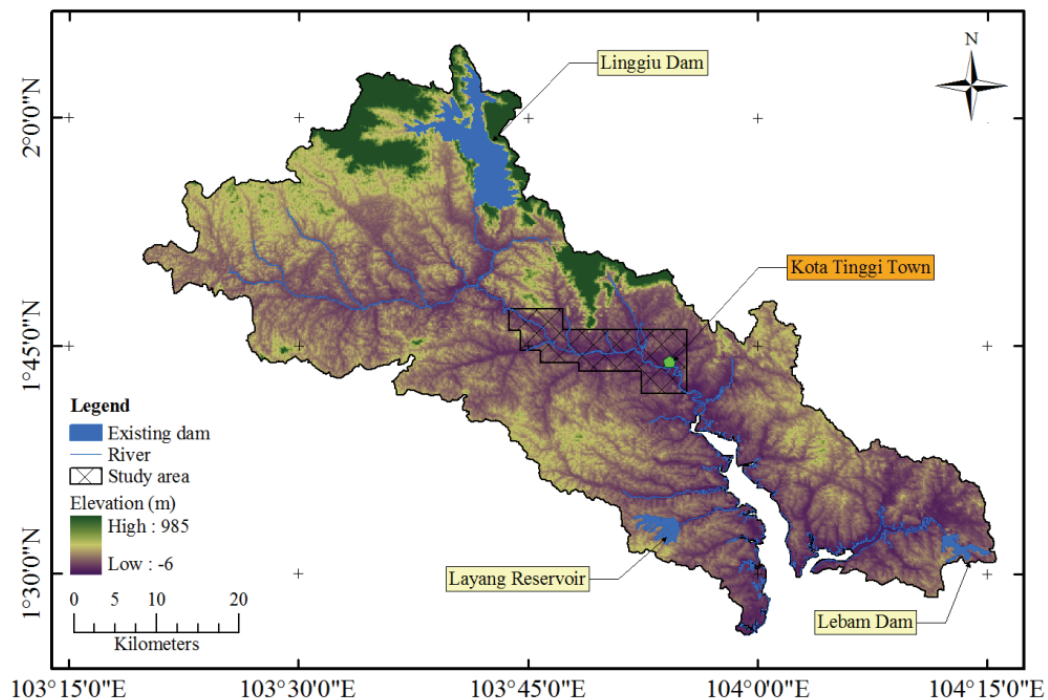 Linggiu Dam
N
2°0'0"N
Kota Tinggi Town
1°45'0"N
Legend
Existing dam
River
Study area
Elevation (m)
High : 985
Low : -6
0 5 10 20
Kilometers
1°30'0"N
Layang Reservoir
Lebam Dam
103°15'0"E 103°30'0"E 103°45'0"E 104°0'0"E 104°15'0"E